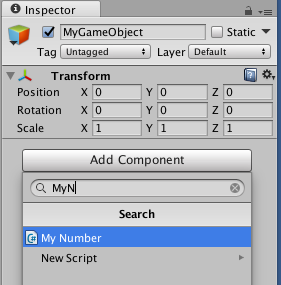 Inspector
MyGameObject Static
Tag Untagged Layer Default
Transform
Position X 0 Y 0 Z 0
Rotation X 0 Y 0 Z 0
Scale X 1 Y 1 Z 1
Add Component
MyN
Search
C# My Number
New Script